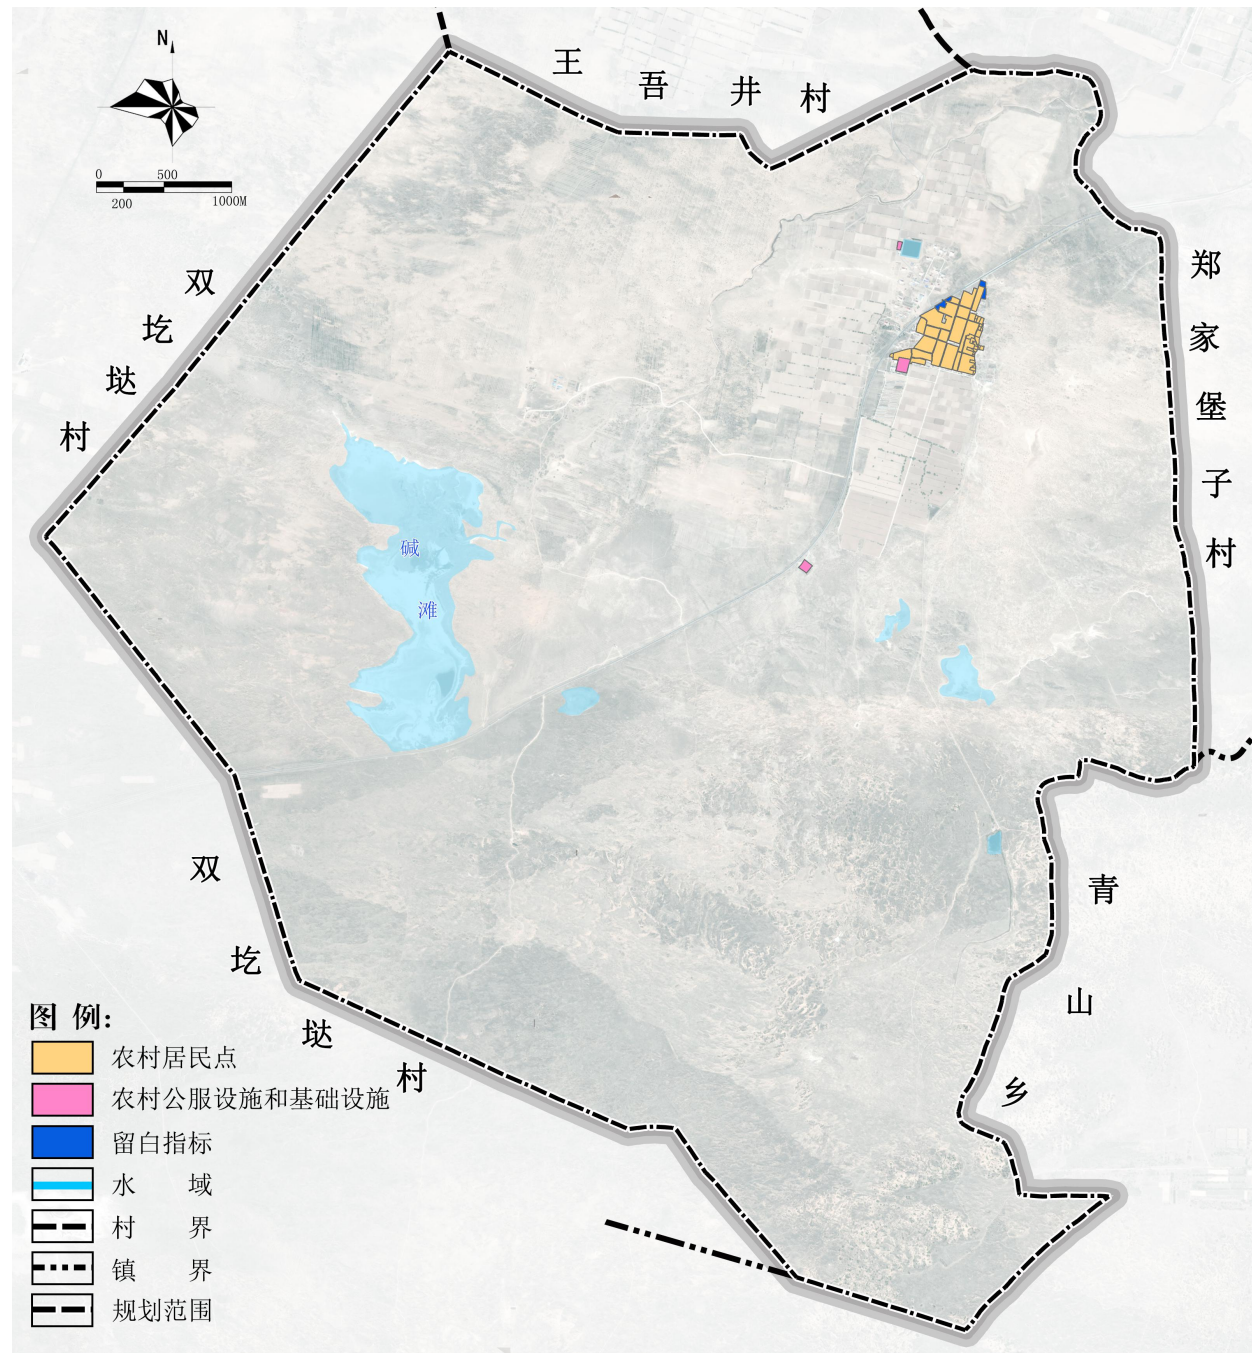 N
0 500
200 1000M
王吾井村
双圪垯村
郑家堡子村
碱滩
双圪垯村
青山乡
图 例:
农村居民点
农村公服设施和基础设施
留白指标
水 域
村 界
镇 界
规划范围